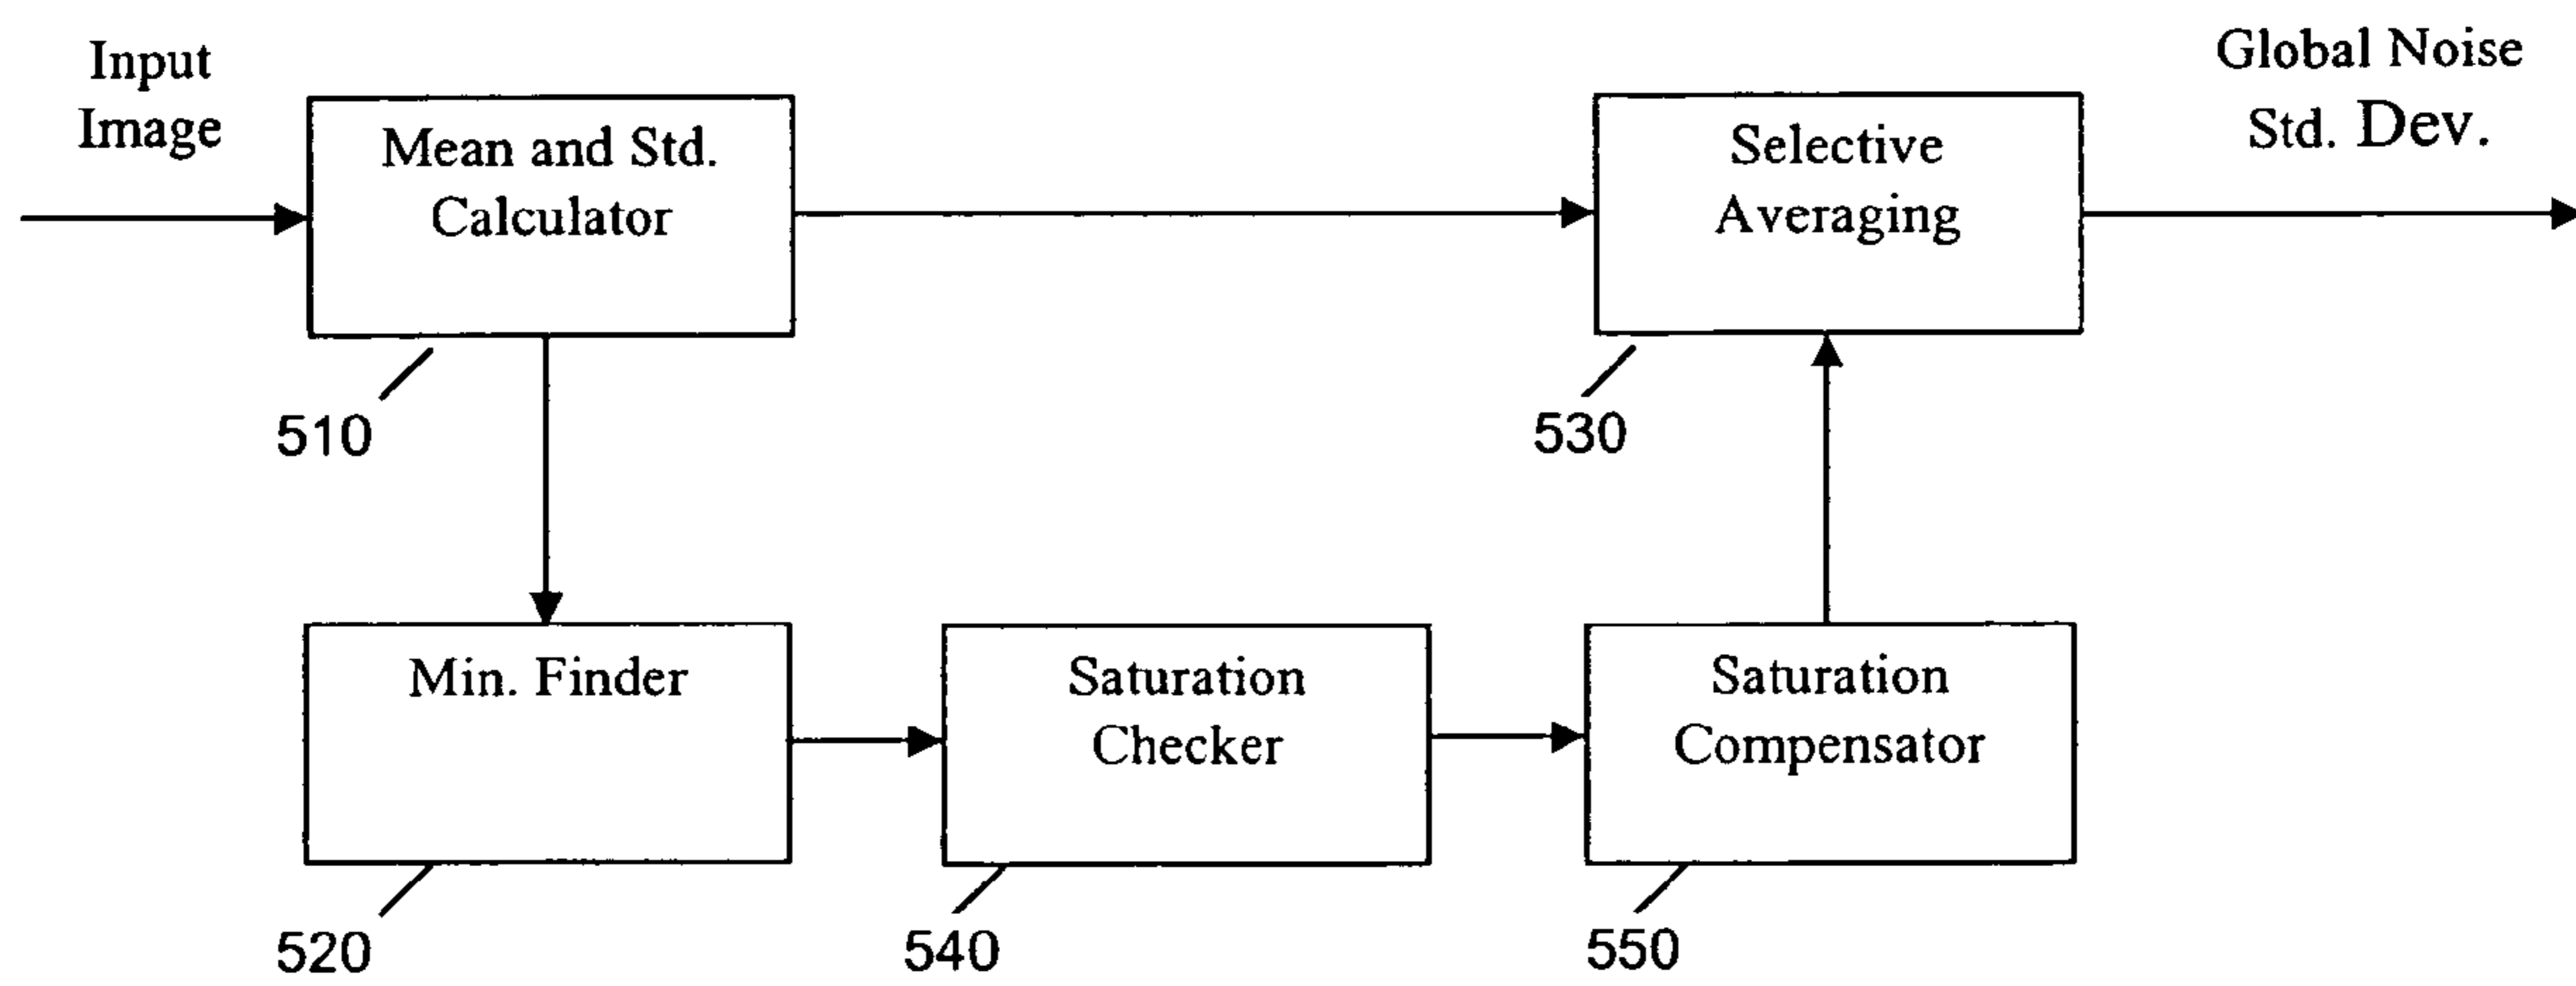 Input
Image
Mean and Std.
Calculator
Selective
Averaging
Global Noise
Std. Dev.
510
530
Min. Finder
Saturation
Checker
Saturation
Compensator
520
540
550